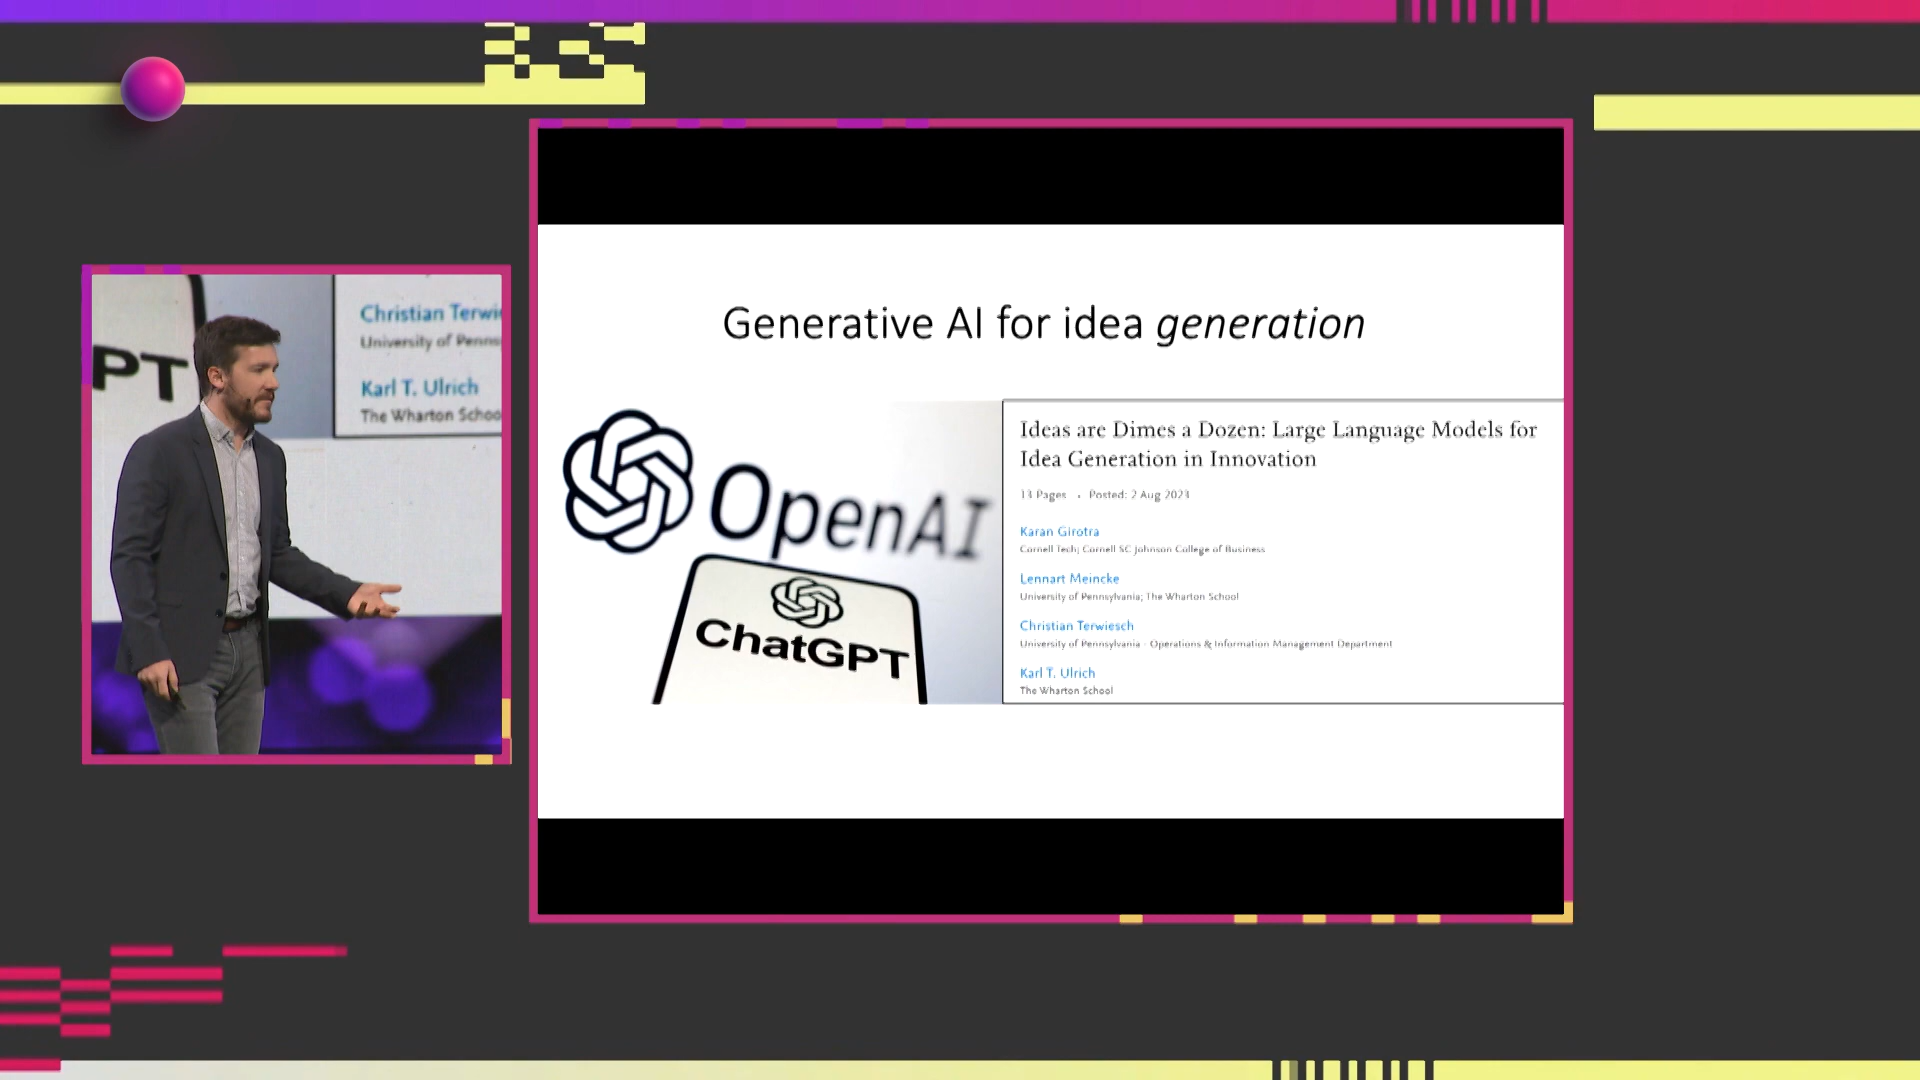 PT
Christian Terwie
University of Penns
Karl T. Ulrich
The Wharton Schoo
Generative AI for idea generation
OpenAI
ChatGPT
Ideas are Dimes a Dozen: Large Language Models for
Idea Generation in Innovation
13 Pages • Posted: 2 Aug 2023
Karan Girotra
Cornell Tech; Cornell SC Johnson College of Business
Lennart Meincke
University of Pennsylvania; The Wharton School
Christian Terwiesch
University of Pennsylvania - Operations & Information Management Department
Karl T. Ulrich
The Wharton School